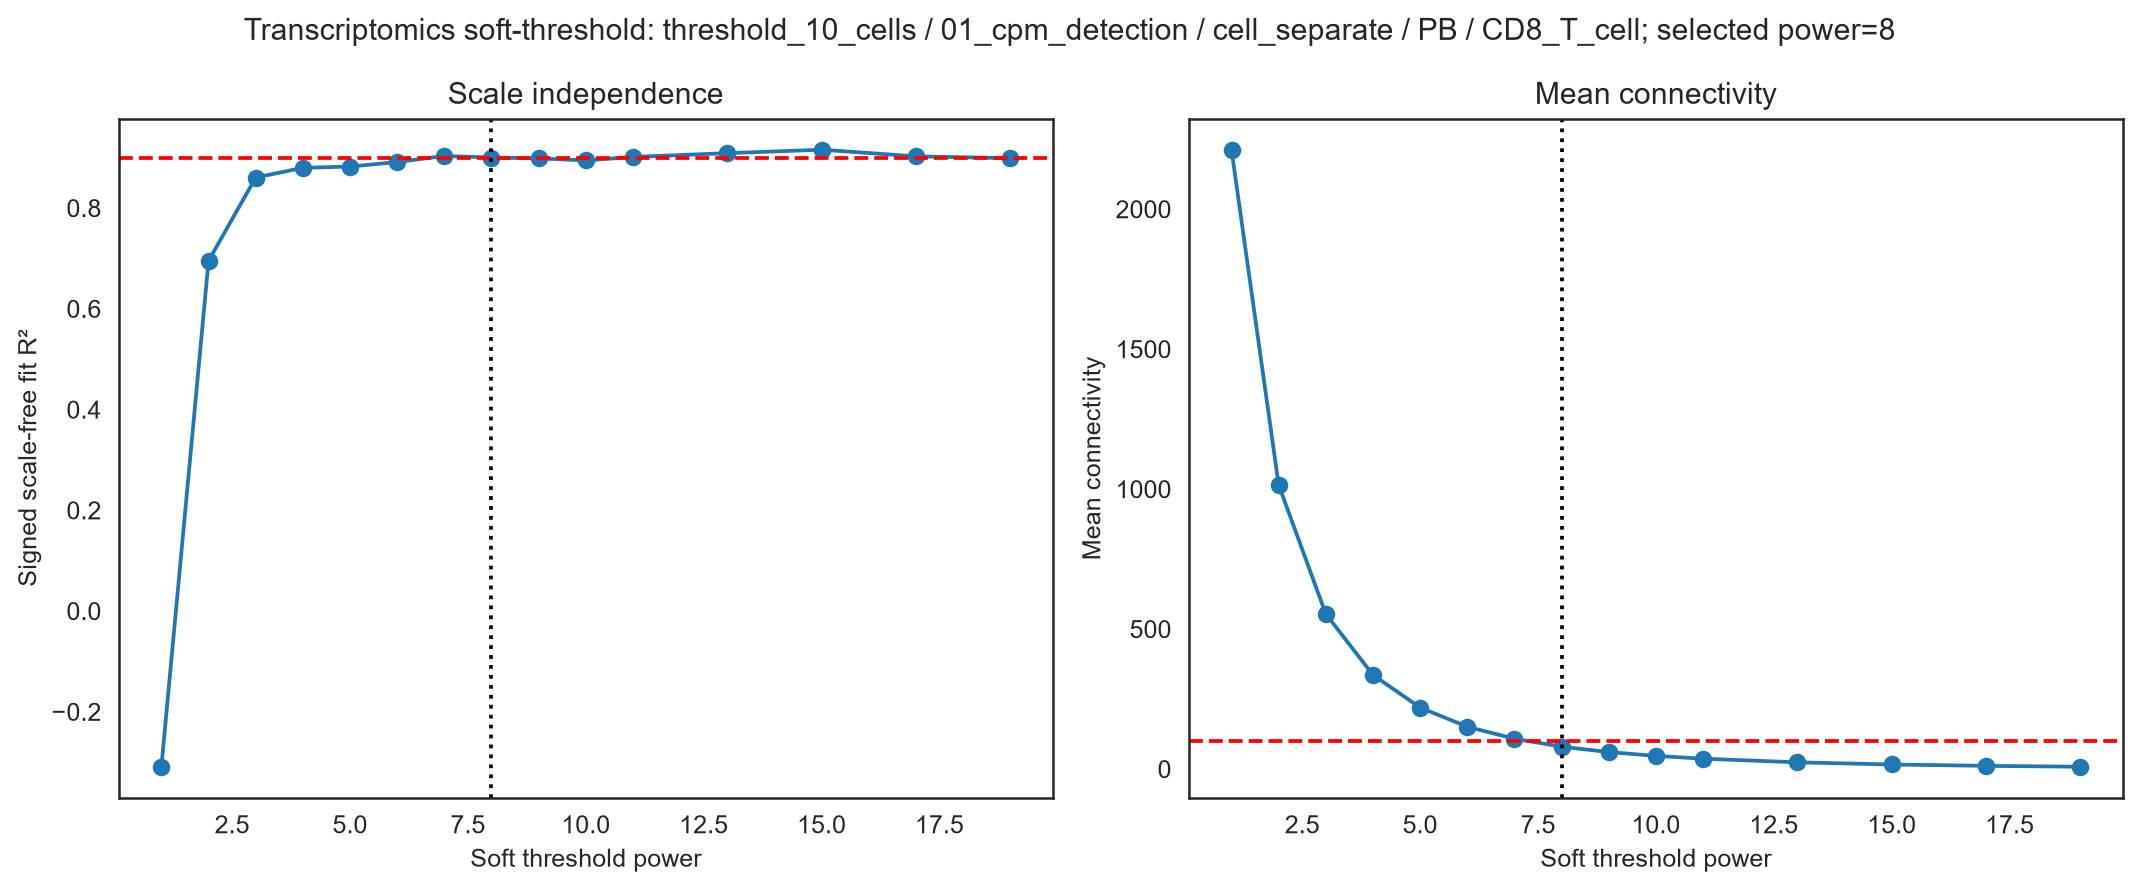 Transcriptomics soft-threshold: threshold_10_cells / 01_cpm_detection / cell_separate / PB / CD8_T_cell; selected power=8
Scale independence
Signed scale-free fit R²
0.8
0.6
0.4
0.2
0.0
−0.2
2.5 5.0 7.5 10.0 12.5 15.0 17.5
Soft threshold power
Mean connectivity
Mean connectivity
2000
1500
1000
500
0
2.5 5.0 7.5 10.0 12.5 15.0 17.5
Soft threshold power